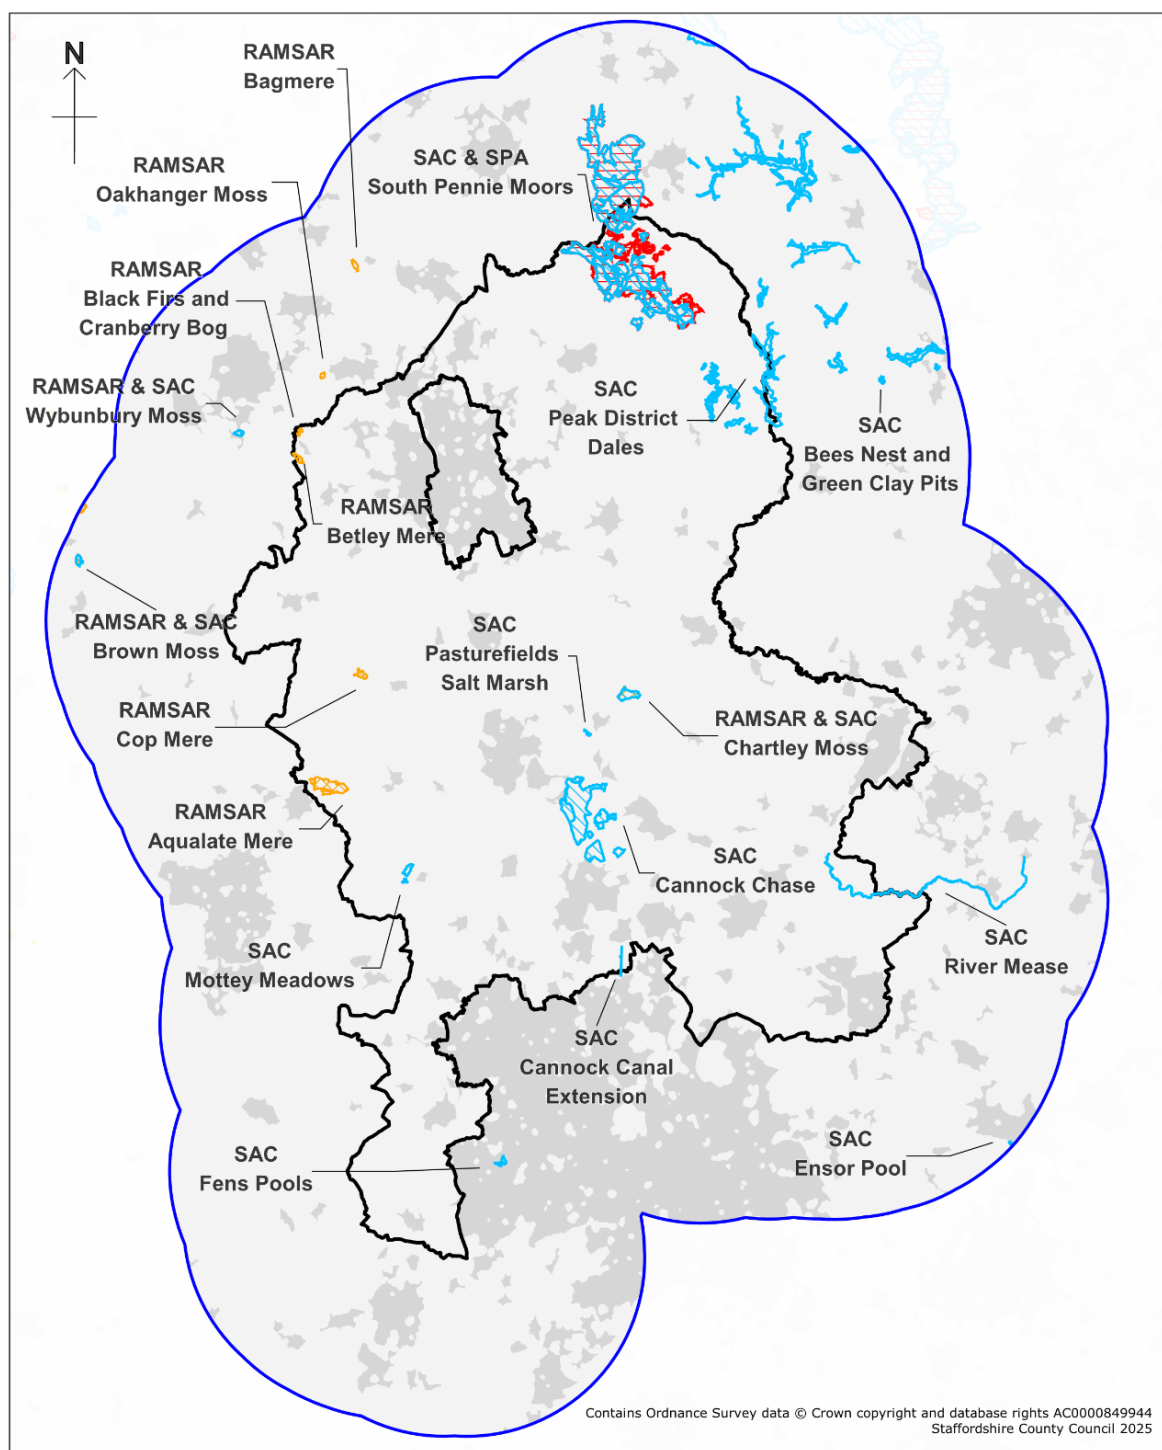 N
RAMSAR
Bagmere
RAMSAR
Oakhanger Moss
SAC & SPA
South Pennie Moors
RAMSAR
Black Firs and
Cranberry Bog
RAMSAR & SAC
Wybunbury Moss
SAC
Peak District
Dales
SAC
Bees Nest and
Green Clay Pits
RAMSAR
Betley Mere
RAMSAR & SAC
Brown Moss
SAC
Pasturefields
Salt Marsh
RAMSAR
Cop Mere
RAMSAR & SAC
Chartley Moss
RAMSAR
Aqualate Mere
SAC
Cannock Chase
SAC
Mottey Meadows
SAC
River Mease
SAC
Cannock Canal
Extension
SAC
Fens Pools
SAC
Ensor Pool
Contains Ordnance Survey data © Crown copyright and database rights AC0000849944
Staffordshire County Council 2025